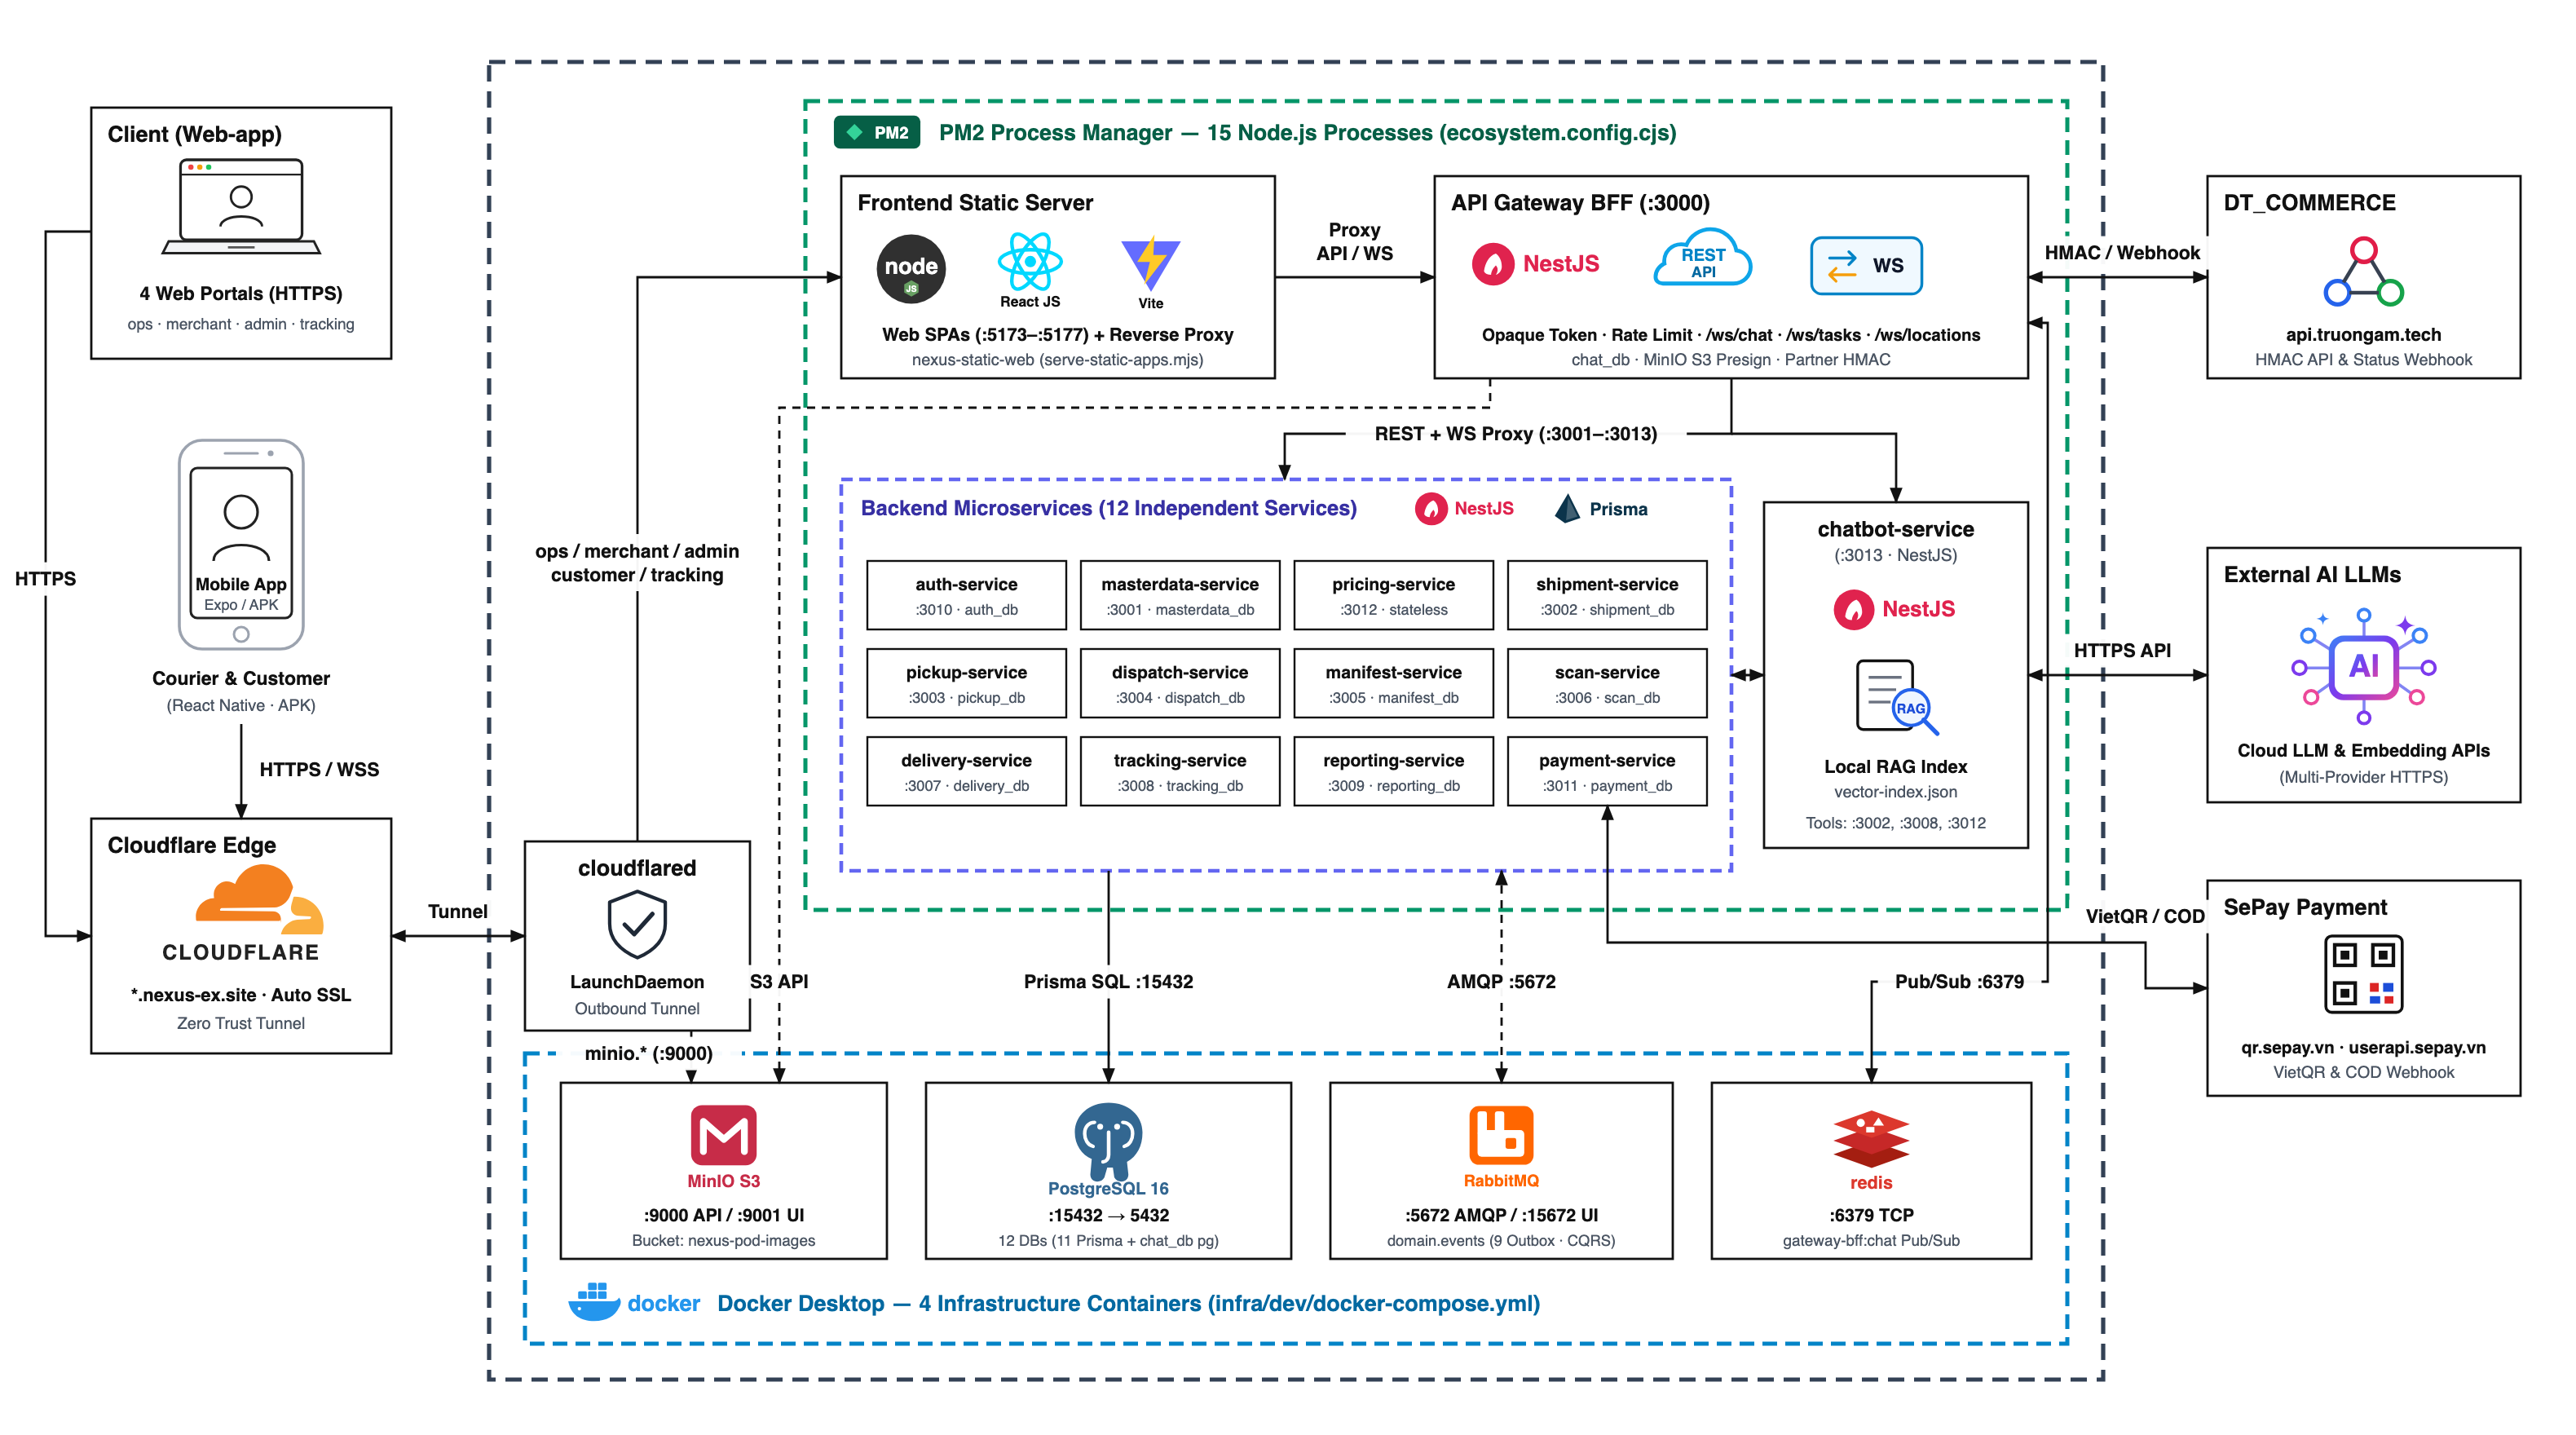 Client (Web-app)
4 Web Portals (HTTPS)
ops · merchant · admin · tracking
HTTPS
Mobile App
Expo / APK
Courier & Customer
(React Native · APK)
HTTPS / WSS
Cloudflare Edge
CLOUDFLARE
*.nexus-ex.site · Auto SSL
Zero Trust Tunnel
Tunnel
cloudflared
LaunchDaemon
Outbound Tunnel
ops / merchant / admin
customer / tracking
minio.* (:9000)
S3 API
PM2
PM2 Process Manager — 15 Node.js Processes (ecosystem.config.cjs)
Frontend Static Server
node
JS
React JS
Vite
Web SPAs (:5173–:5177) + Reverse Proxy
nexus-static-web (serve-static-apps.mjs)
Proxy
API / WS
API Gateway BFF (:3000)
NestJS
REST
API
WS
Opaque Token · Rate Limit · /ws/chat · /ws/tasks · /ws/locations
chat_db · MinIO S3 Presign · Partner HMAC
REST + WS Proxy (:3001–:3013)
Backend Microservices (12 Independent Services)
NestJS
Prisma
auth-service
:3010 · auth_db
masterdata-service
:3001 · masterdata_db
pricing-service
:3012 · stateless
shipment-service
:3002 · shipment_db
pickup-service
:3003 · pickup_db
dispatch-service
:3004 · dispatch_db
manifest-service
:3005 · manifest_db
scan-service
:3006 · scan_db
delivery-service
:3007 · delivery_db
tracking-service
:3008 · tracking_db
reporting-service
:3009 · reporting_db
payment-service
:3011 · payment_db
chatbot-service
(:3013 · NestJS)
NestJS
RAG
Local RAG Index
vector-index.json
Tools: :3002, :3008, :3012
Prisma SQL :15432
AMQP :5672
Pub/Sub :6379
HMAC / Webhook
DT_COMMERCE
api.truongam.tech
HMAC API & Status Webhook
HTTPS API
External AI LLMs
AI
Cloud LLM & Embedding APIs
(Multi-Provider HTTPS)
VietQR / COD
SePay Payment
qr.sepay.vn · userapi.sepay.vn
VietQR & COD Webhook
MinIO S3
:9000 API / :9001 UI
Bucket: nexus-pod-images
PostgreSQL 16
:15432 → 5432
12 DBs (11 Prisma + chat_db pg)
RabbitMQ
:5672 AMQP / :15672 UI
domain.events (9 Outbox · CQRS)
redis
:6379 TCP
gateway-bff:chat Pub/Sub
docker
Docker Desktop — 4 Infrastructure Containers (infra/dev/docker-compose.yml)